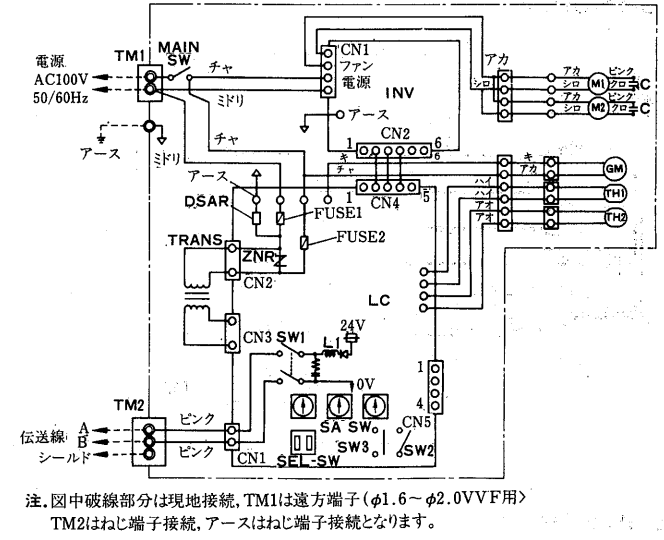 電源
AC100V
50/60Hz
TM1
MAIN
SW
チャ
ミドリ
CN1
ファン
電源
INV
アース
アカ
シロ
アカ
シロ
アカ
シロ
ピンク
クロ
ピンク
クロ
M1
M2
C
C
アース
ミドリ
チャ
1
CN2
6
6
キ
チャ
1
CN4
5
キ
アカ
ハイ
ハイ
アオ
アオ
GM
TH1
TH2
アース
DSAR
FUSE1
FUSE2
TRANS
ZNR
CN2
LC
CN3
SW1
L1
24V
0V
1
4
CN5
SA SW
SW3
SW2
SEL-SW
TM2
ピンク
ピンク
CN1
伝送線
A
B
シールド
注.図中破線部分は現地接続,TM1は遠方端子(φ1.6~φ2.0VVF用>
TM2はねじ端子接続,アースはねじ端子接続となります。